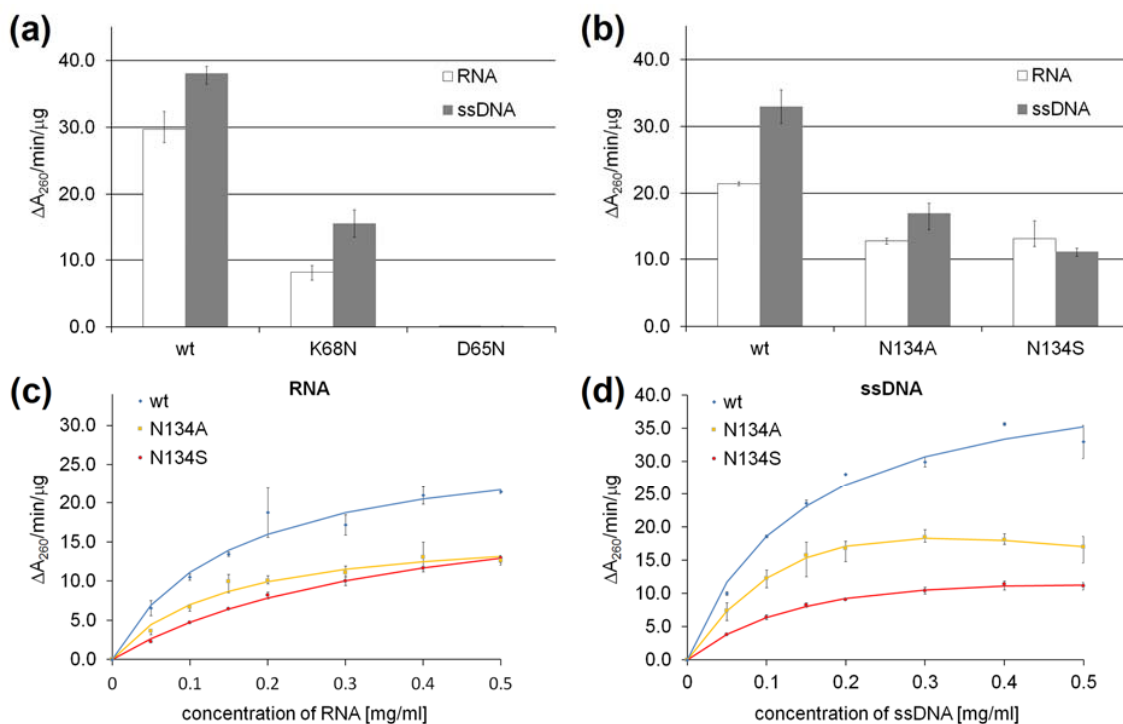 (a)
40.0
30.0
20.0
10.0
0.0
ΔA260/min/μg
RNA
ssDNA
wt
K68N
D65N
(b)
40.0
30.0
20.0
10.0
0.0
ΔA260/min/μg
RNA
ssDNA
wt
N134A
N134S
(c)
RNA
wt
N134A
N134S
30.0
25.0
20.0
15.0
10.0
5.0
0.0
ΔA260/min/μg
0
0.1
0.2
0.3
0.4
0.5
concentration of RNA [mg/ml]
(d)
ssDNA
wt
N134A
N134S
40.0
35.0
30.0
25.0
20.0
15.0
10.0
5.0
0.0
ΔA260/min/μg
0
0.1
0.2
0.3
0.4
0.5
concentration of ssDNA [mg/ml]